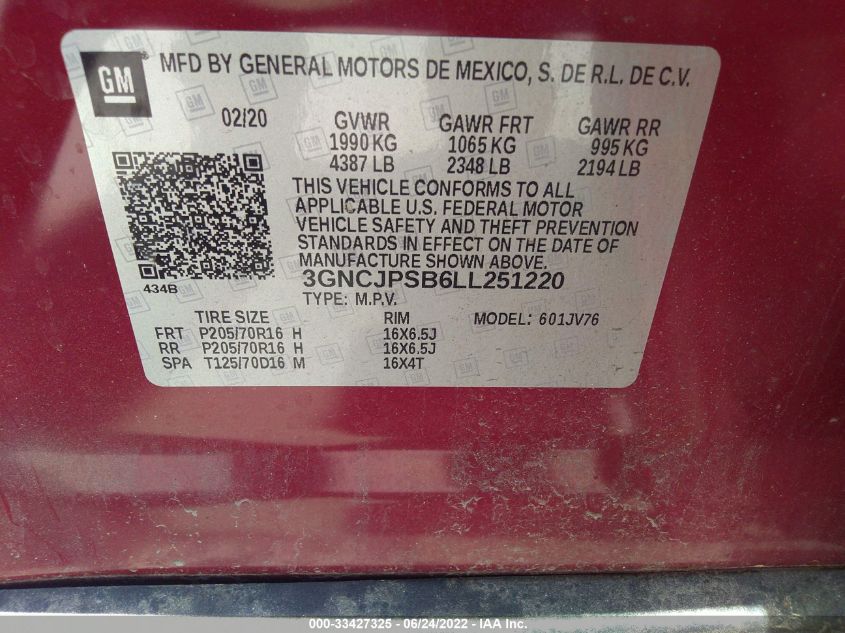 GM
MFD BY GENERAL MOTORS DE MEXICO, S. DE R.L. DE C.V.
02/20 GVWR GAWR FRT GAWR RR
1990 KG 1065 KG 995 KG
4387 LB 2348 LB 2194 LB
THIS VEHICLE CONFORMS TO ALL
APPLICABLE U.S. FEDERAL MOTOR
VEHICLE SAFETY AND THEFT PREVENTION
STANDARDS IN EFFECT ON THE DATE OF
MANUFACTURE SHOWN ABOVE.
434B 3GNCJPSB6LL251220
TYPE: M.P.V.
TIRE SIZE RIM MODEL: 601JV76
FRT P205/70R16 H 16X6.5J
RR P205/70R16 H 16X6.5J
SPA T125/70D16 M 16X4T
000-33427325 - 06/24/2022 - © IAA Inc.